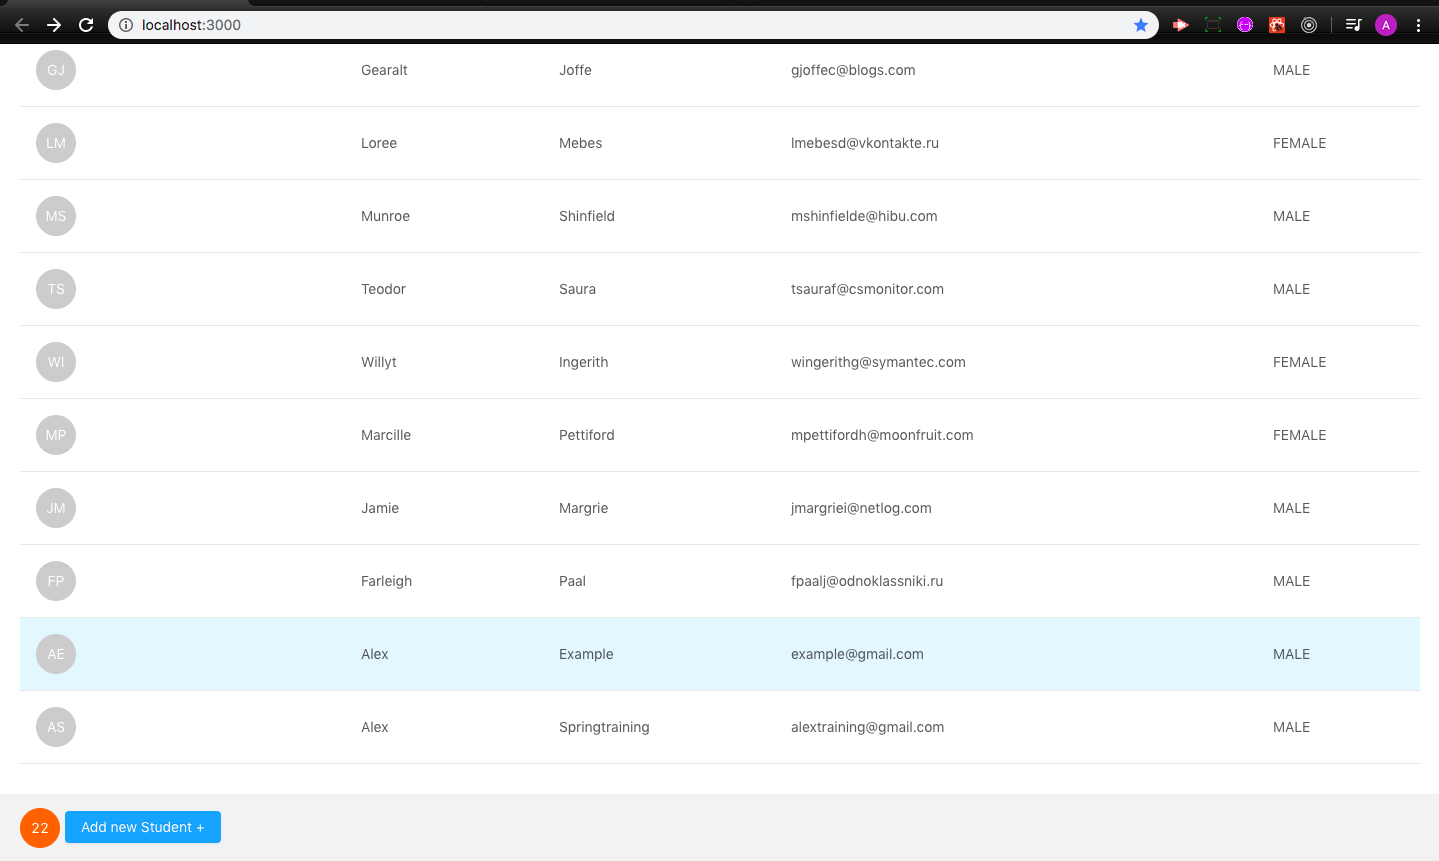 localhost:3000
A
GJ Gearalt Joffe gjoffec@blogs.com MALE
LM Loree Mebes lmebesd@vkontakte.ru FEMALE
MS Munroe Shinfield mshinfielde@hibu.com MALE
TS Teodor Saura tsauraf@csmonitor.com MALE
WI Willyt Ingerith wingerithg@symantec.com FEMALE
MP Marcille Pettiford mpettifordh@moonfruit.com FEMALE
JM Jamie Margrie jmargriei@netlog.com MALE
FP Farleigh Paal fpaalj@odnoklassniki.ru MALE
AE Alex Example example@gmail.com MALE
AS Alex Springtraining alextraining@gmail.com MALE
22 Add new Student +